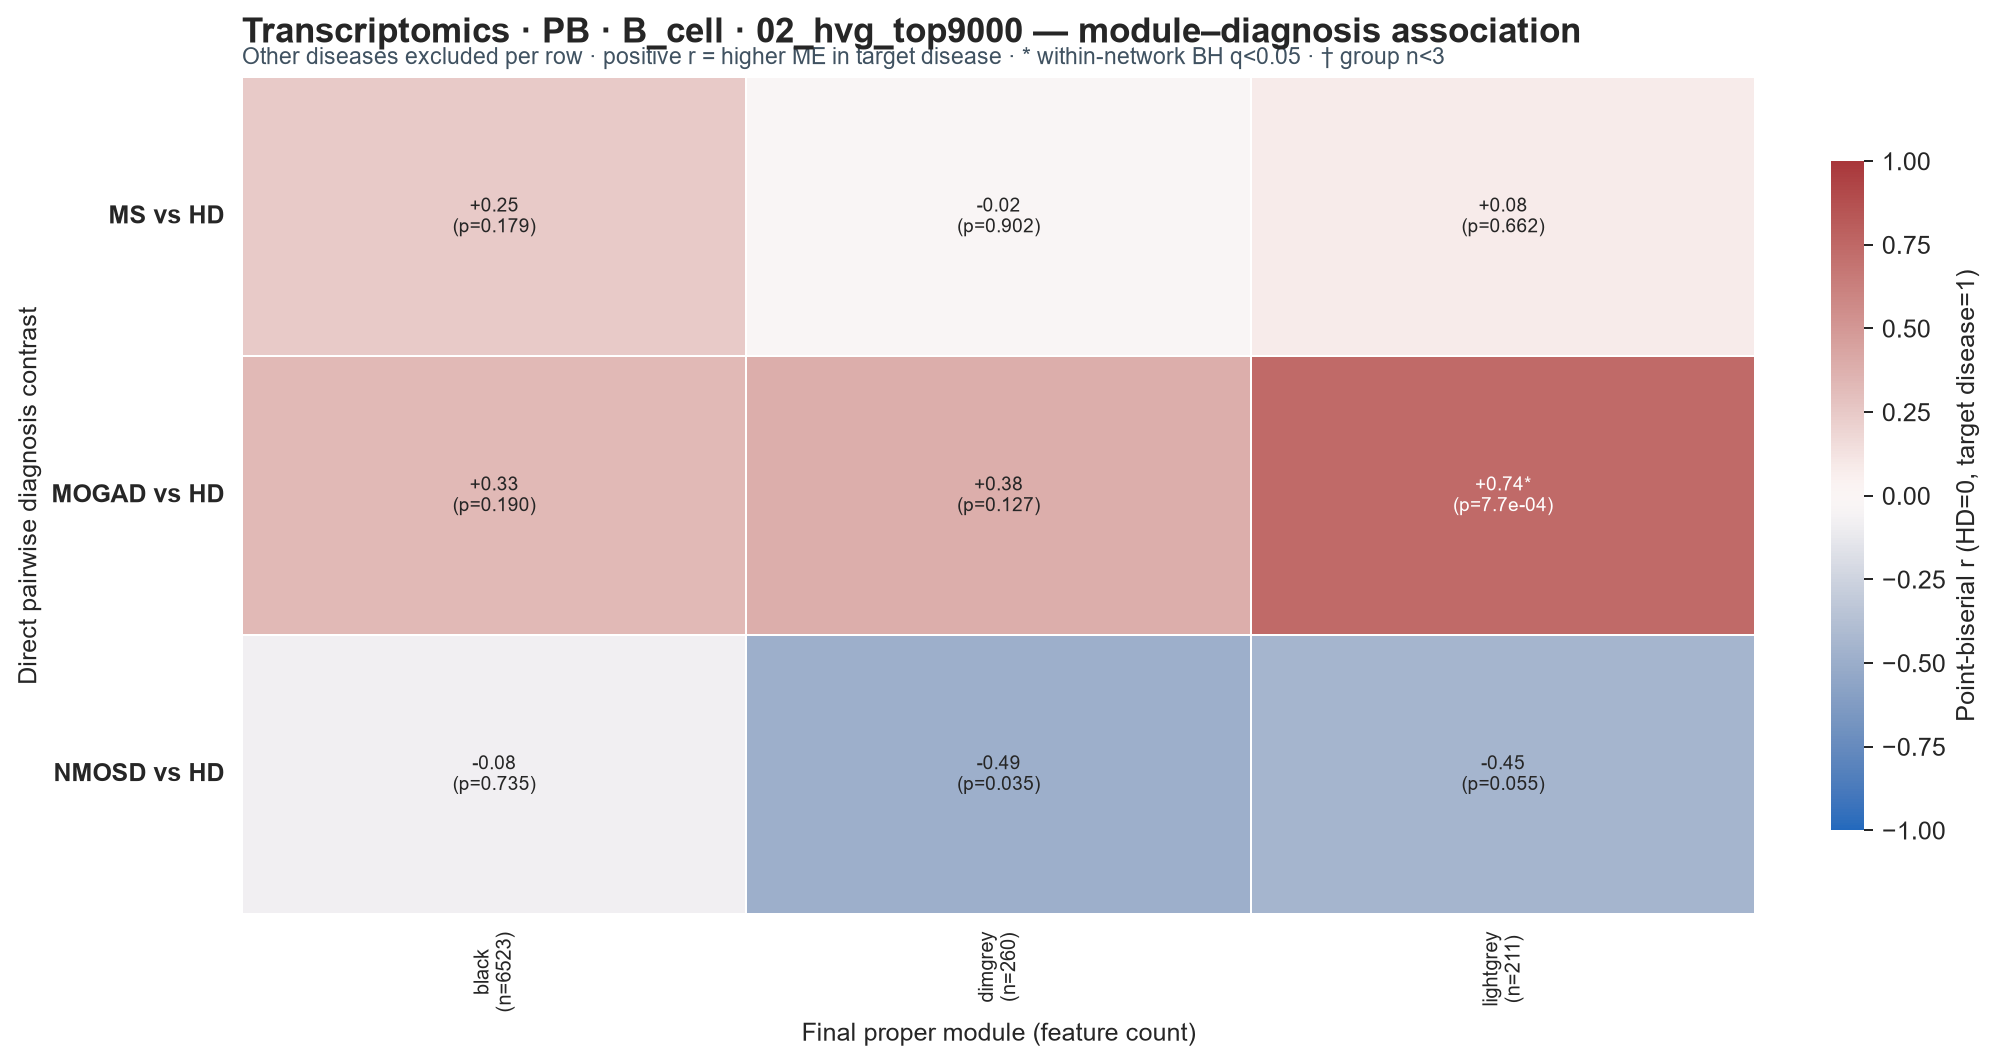 Transcriptomics · PB · B_cell · 02_hvg_top9000 — module–diagnosis association
Other diseases excluded per row · positive r = higher ME in target disease · * within-network BH q<0.05 · † group n<3
Direct pairwise diagnosis contrast
MS vs HD
+0.25
(p=0.179)
-0.02
(p=0.902)
+0.08
(p=0.662)
MOGAD vs HD
+0.33
(p=0.190)
+0.38
(p=0.127)
+0.74*
(p=7.7e-04)
NMOSD vs HD
-0.08
(p=0.735)
-0.49
(p=0.035)
-0.45
(p=0.055)
black
(n=6523)
dimgrey
(n=260)
lightgrey
(n=211)
Final proper module (feature count)
1.00
0.75
0.50
0.25
0.00
−0.25
−0.50
−0.75
−1.00
Point-biserial r (HD=0, target disease=1)